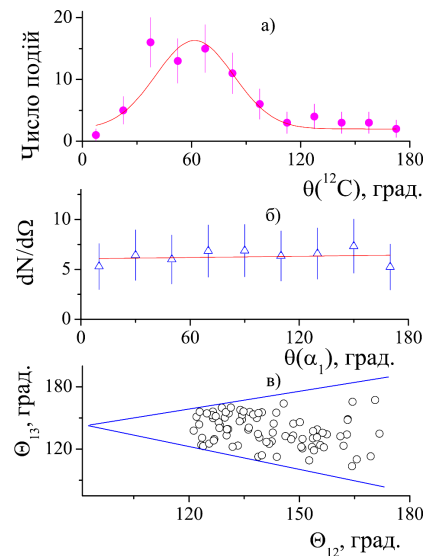 а)
20
10
0
Число подій
0 60 120 180
θ(¹²C), град.
б)
10
5
0
dN/dΩ
0 60 120 180
θ(α₁), град.
в)
180
120
Θ₁₃, град.
120 150 180
Θ₁₂, град.